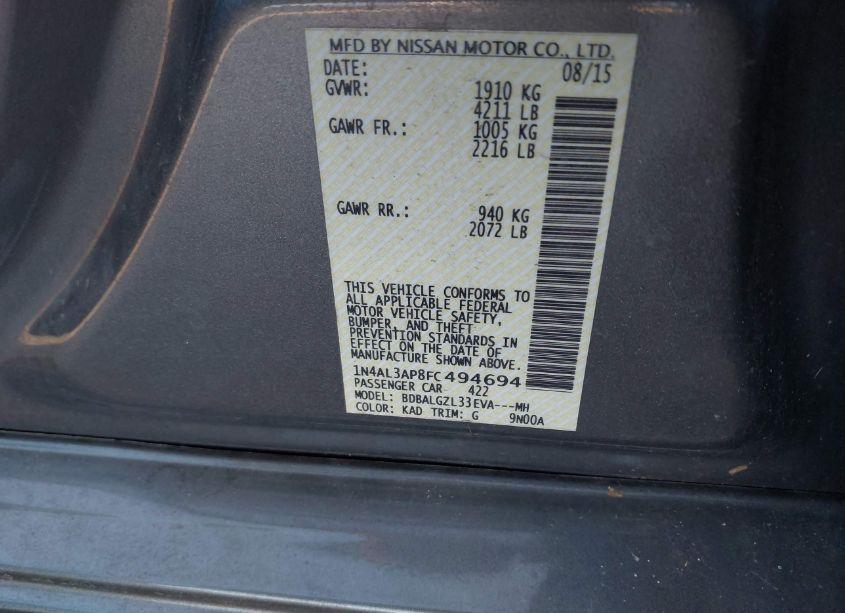 MFD BY NISSAN MOTOR CO., LTD.
DATE: 08/15
GVWR: 1910 KG
4211 LB
GAWR FR.: 1005 KG
2216 LB
GAWR RR.: 940 KG
2072 LB
THIS VEHICLE CONFORMS TO
ALL APPLICABLE FEDERAL
MOTOR VEHICLE SAFETY,
BUMPER, AND THEFT
PREVENTION STANDARDS IN
EFFECT ON THE DATE OF
MANUFACTURE SHOWN ABOVE.
1N4AL3AP8FC494694
PASSENGER CAR 422
MODEL: BDBALGZL33EVA---MH
COLOR: KAD TRIM: G 9N00A